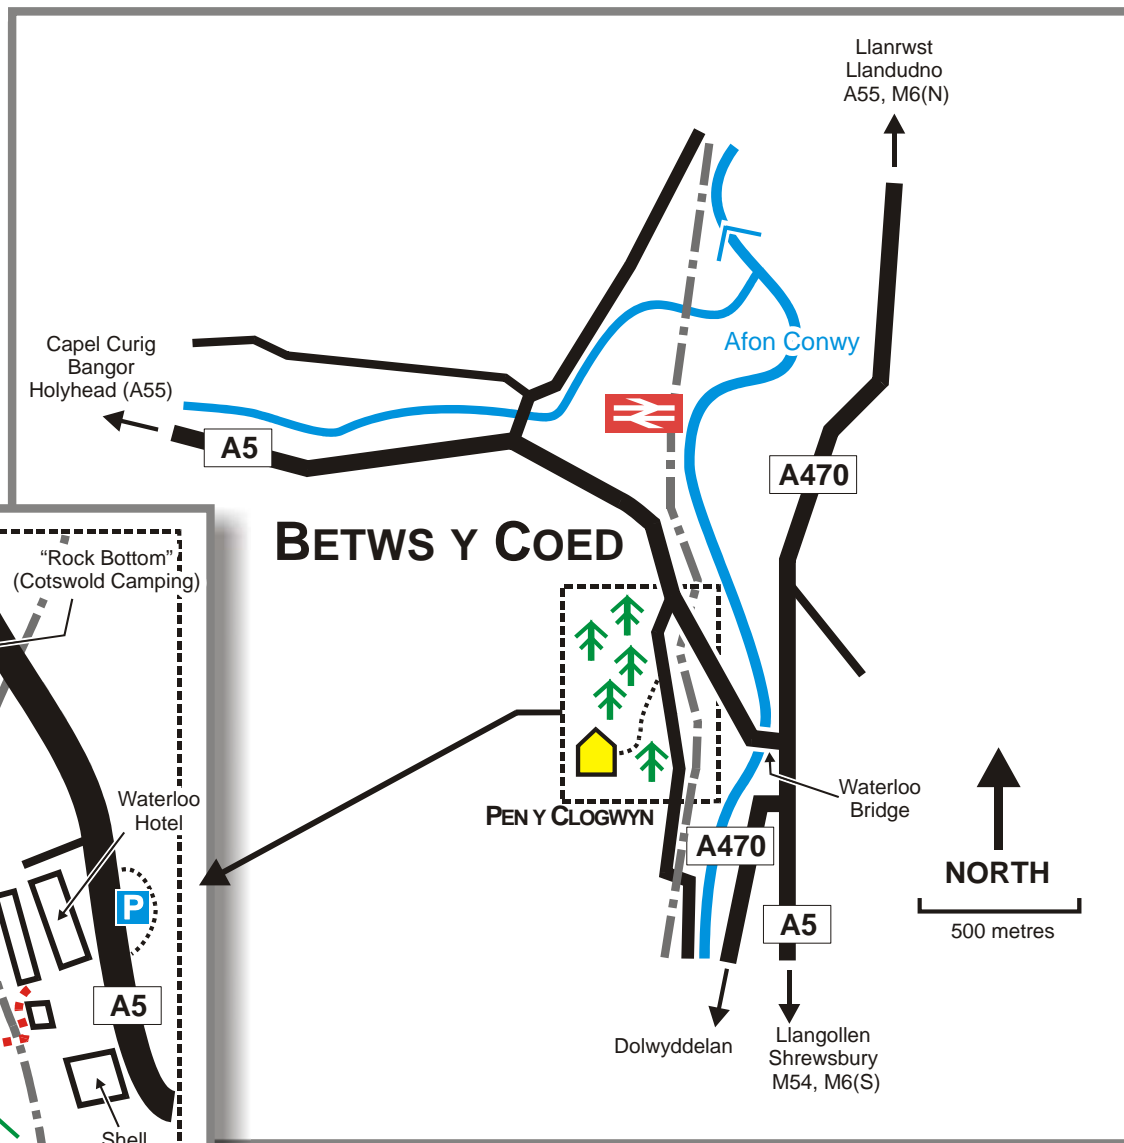 Llanrwst
Llandudno
A55, M6(N)
Afon Conwy
Capel Curig
Bangor
Holyhead (A55)
A5
A470
BETWS Y COED
PEN Y CLOGWYN
A470
Waterloo
Bridge
A5
NORTH
500 metres
Dolwyddelan
Llangollen
Shrewsbury
M54, M6(S)
“Rock Bottom”
(Cotswold Camping)
Waterloo
Hotel
P
A5
Shell